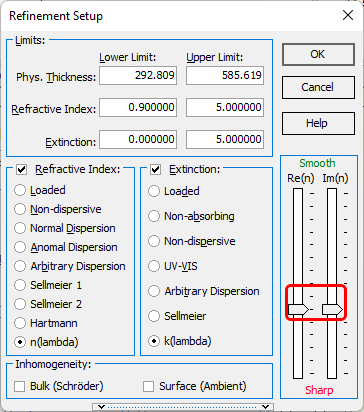 Refinement Setup
Limits:
Lower Limit: Upper Limit:
Phys. Thickness: 292.809 585.619
Refractive Index: 0.900000 5.000000
Extinction: 0.000000 5.000000
OK
Cancel
Help
Refractive Index:
Loaded
Non-dispersive
Normal Dispersion
Anomal Dispersion
Arbitrary Dispersion
Sellmeier 1
Sellmeier 2
Hartmann
n(lambda)
Extinction:
Loaded
Non-absorbing
Non-dispersive
UV-VIS
Arbitrary Dispersion
Sellmeier
k(lambda)
Smooth
Re(n) Im(n)
Sharp
Inhomogeneity:
Bulk (Schröder) Surface (Ambient)